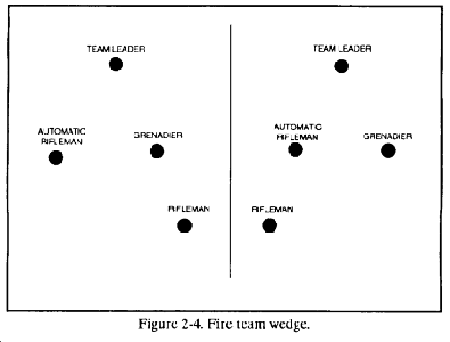 TEAM LEADER
AUTOMATIC
RIFLEMAN
GRENADIER
RIFLEMAN
TEAM LEADER
AUTOMATIC
RIFLEMAN
GRENADIER
RIFLEMAN
Figure 2-4. Fire team wedge.